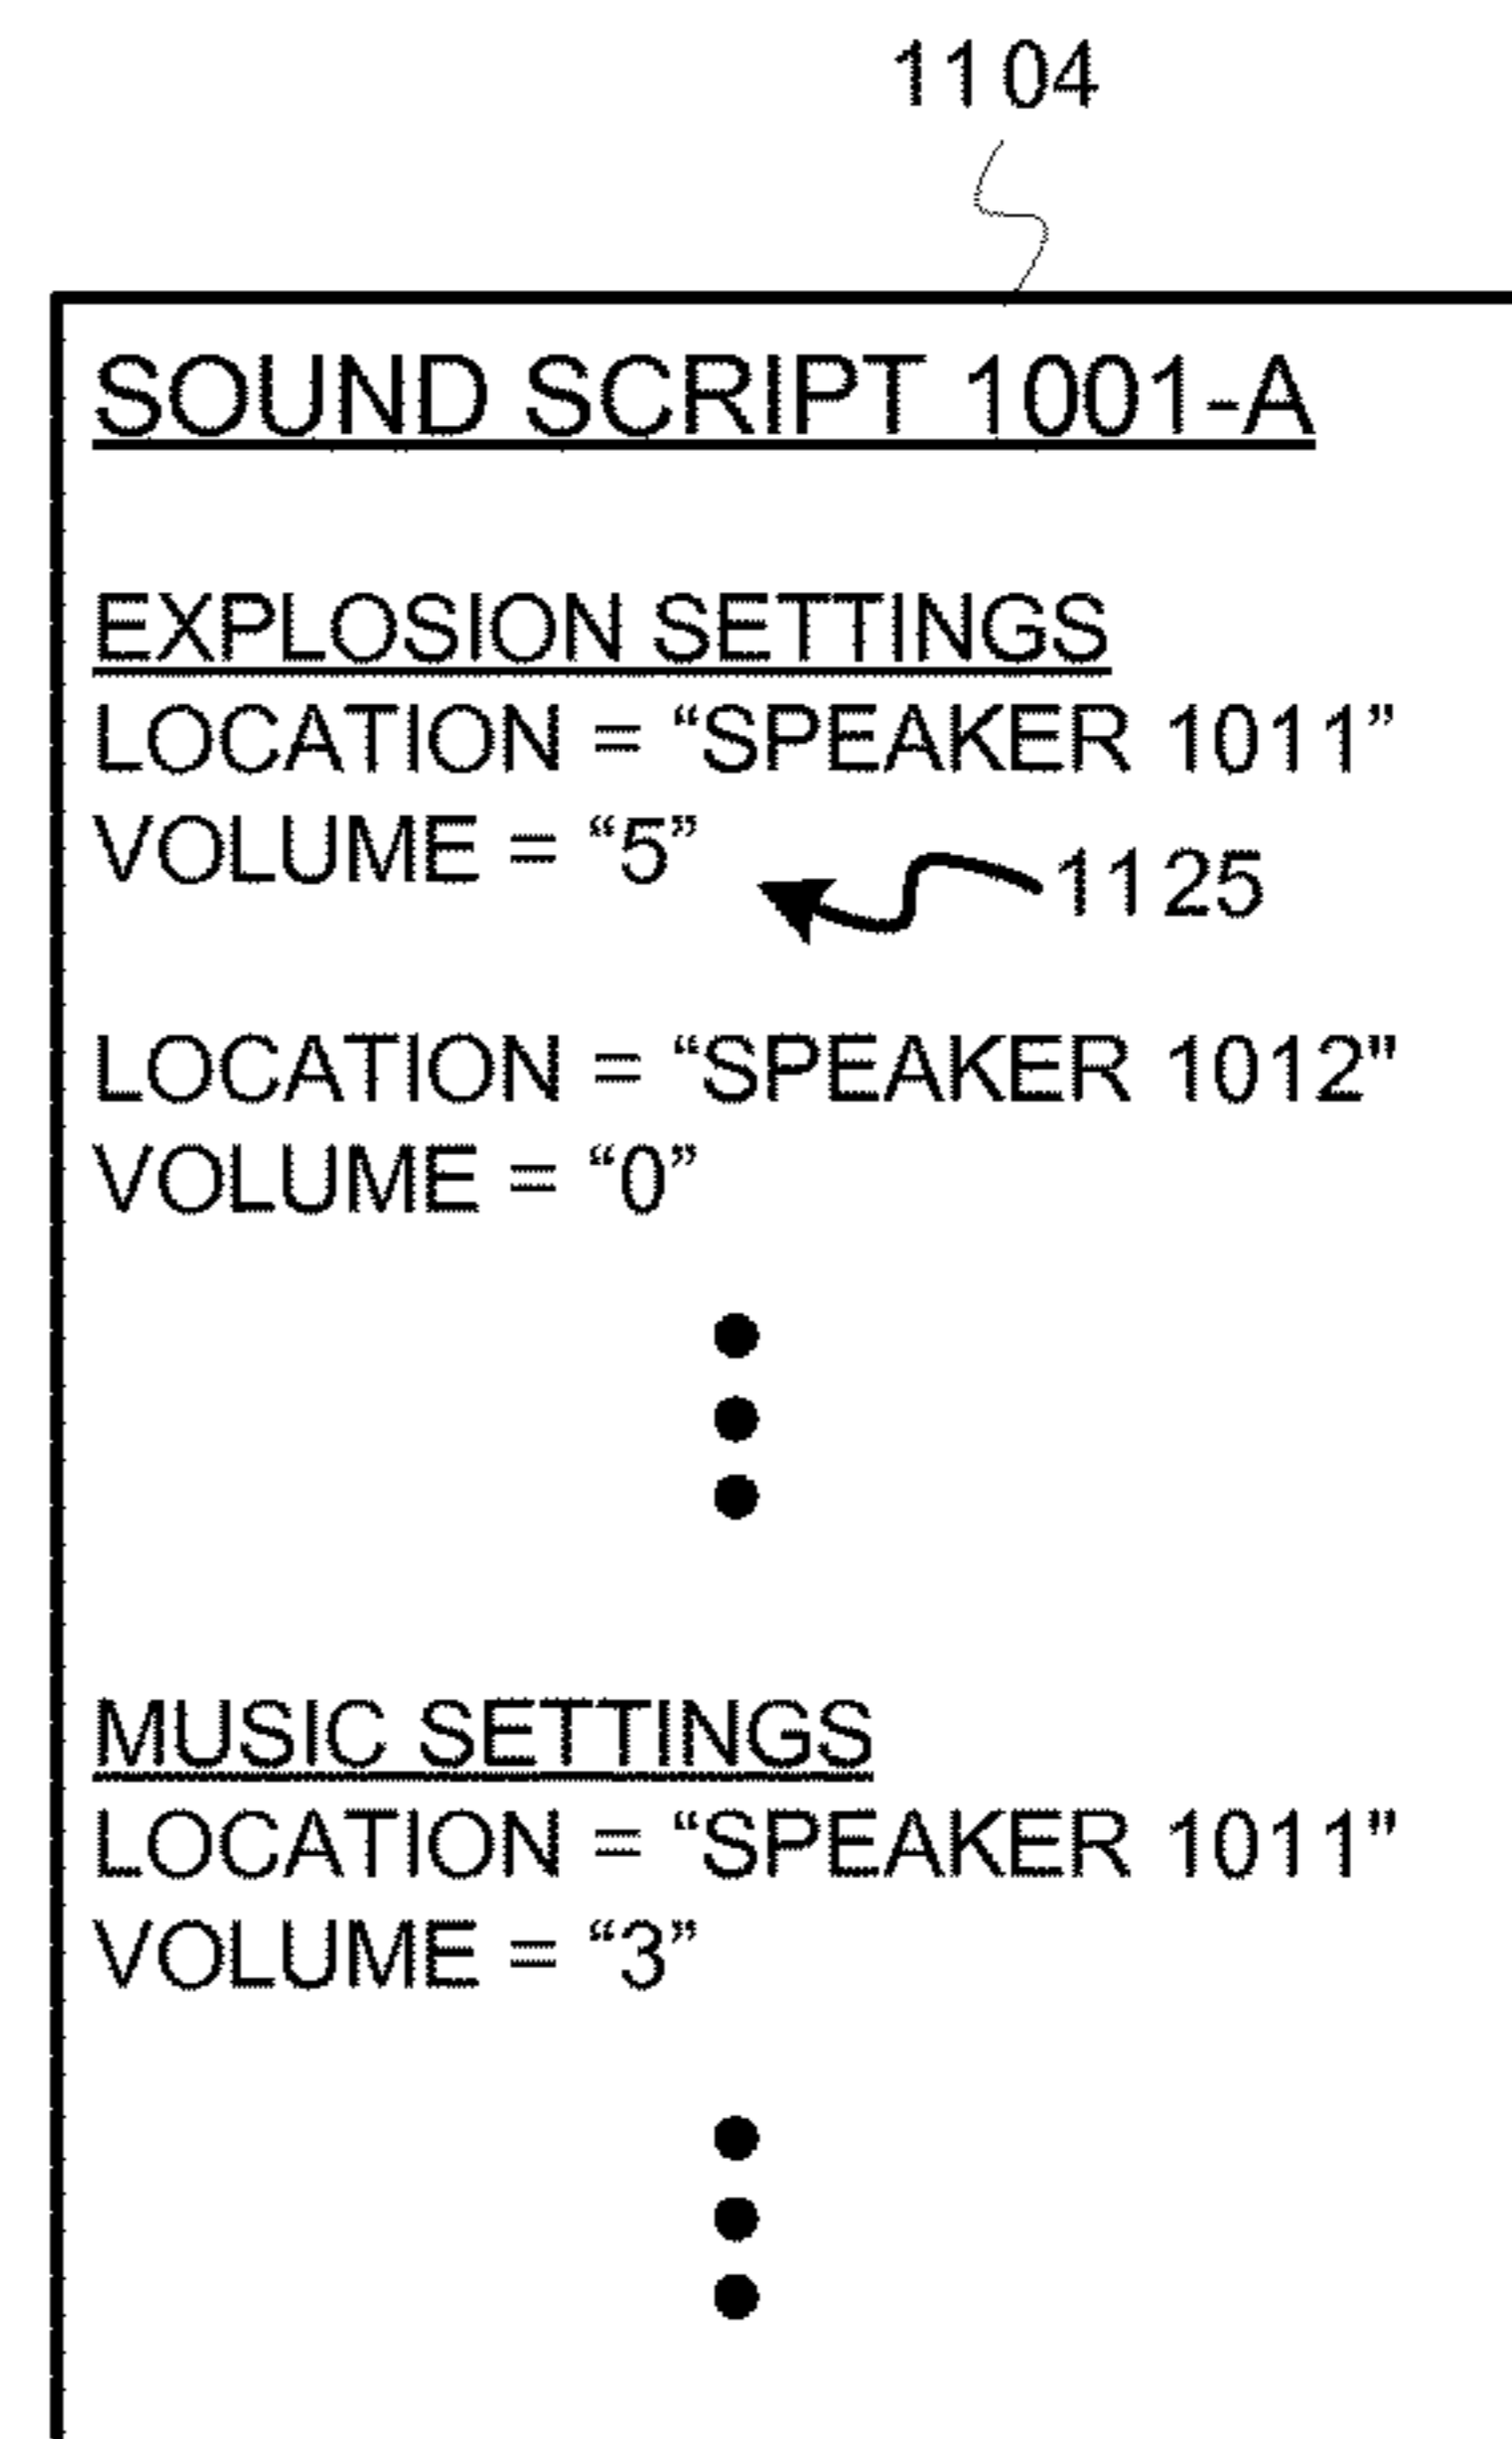 1104
SOUND SCRIPT 1001-A
EXPLOSION SETTINGS
LOCATION = “SPEAKER 1011”
VOLUME = “5”
1125
LOCATION = “SPEAKER 1012"
VOLUME = “0”
MUSIC SETTINGS
LOCATION = “SPEAKER 1011"
VOLUME = “3”